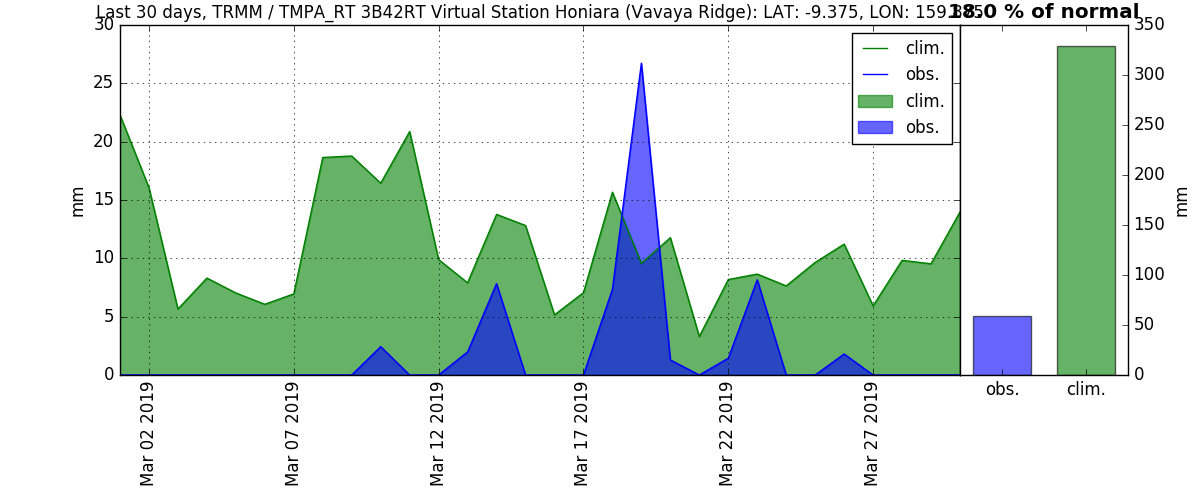 Last 30 days, TRMM / TMPA_RT 3B42RT Virtual Station Honiara (Vavaya Ridge): LAT: -9.375, LON:
18.0 % of normal
30
25
20
15
10
5
0
mm
clim.
obs.
clim.
obs.
Mar 02 2019
Mar 07 2019
Mar 12 2019
Mar 17 2019
Mar 22 2019
Mar 27 2019
350
300
250
200
150
100
50
0
mm
obs.
clim.